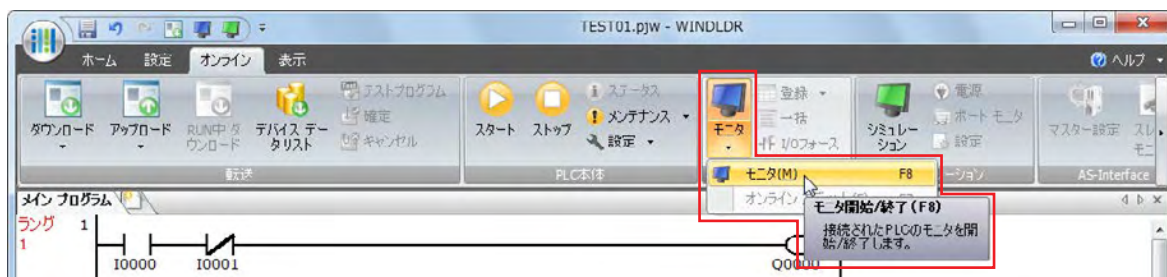 TEST01.pjw - WINDLDR
ホーム 設定 オンライン 表示 ヘルプ
ダウンロード アップロード RUN中 ダウンロード デバイス データリスト
テストプログラム
確定
キャンセル
転送
スタート ストップ
ステータス
メンテナンス
設定
PLC本体
モニタ
登録
一括
I/Oフォース
シミュレーション
電源
ポート モニタ
設定
ーション
マスター設定 スレ
モニ
AS-Interface
モニタ(M) F8
オンライン
モニタ開始/終了(F8)
接続されたPLCのモニタを開
始/終了します。
メイン プログラム
ラング 1
1
I0000 I0001 Q0000